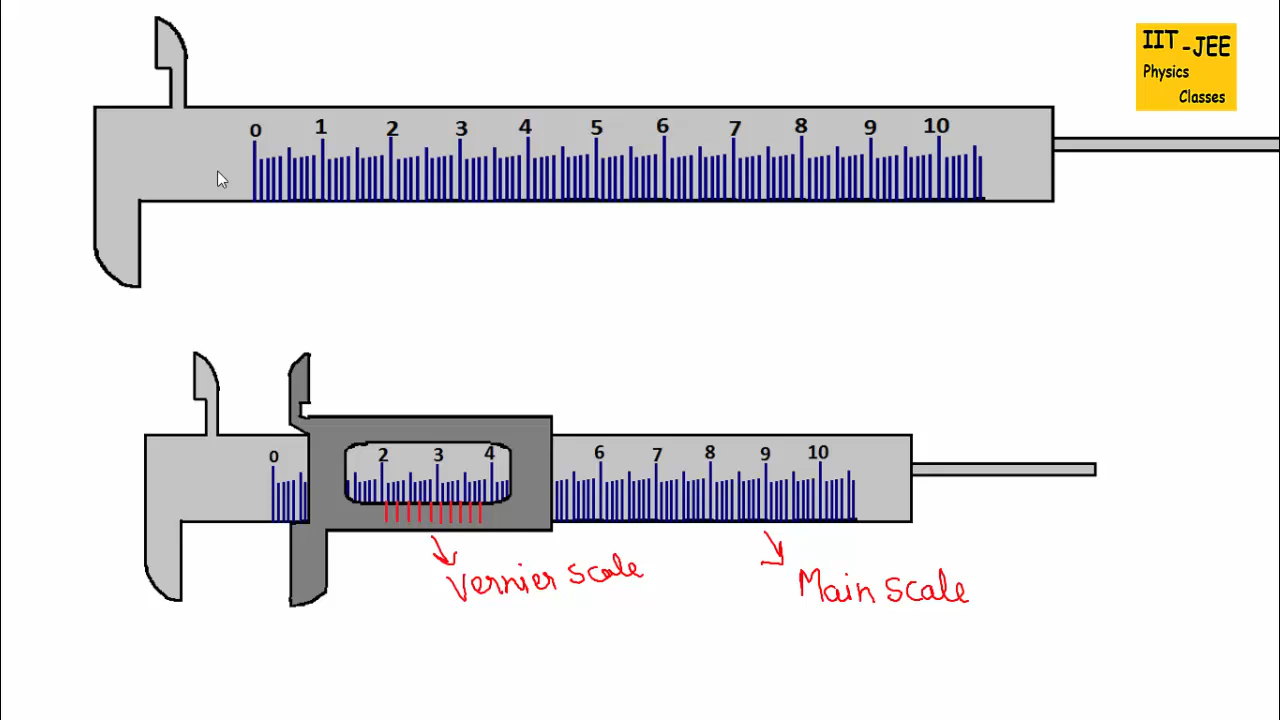 IIT -JEE
Physics
Classes
0 1 2 3 4 5 6 7 8 9 10
0 2 3 4 6 7 8 9 10
Vernier scale
Main scale